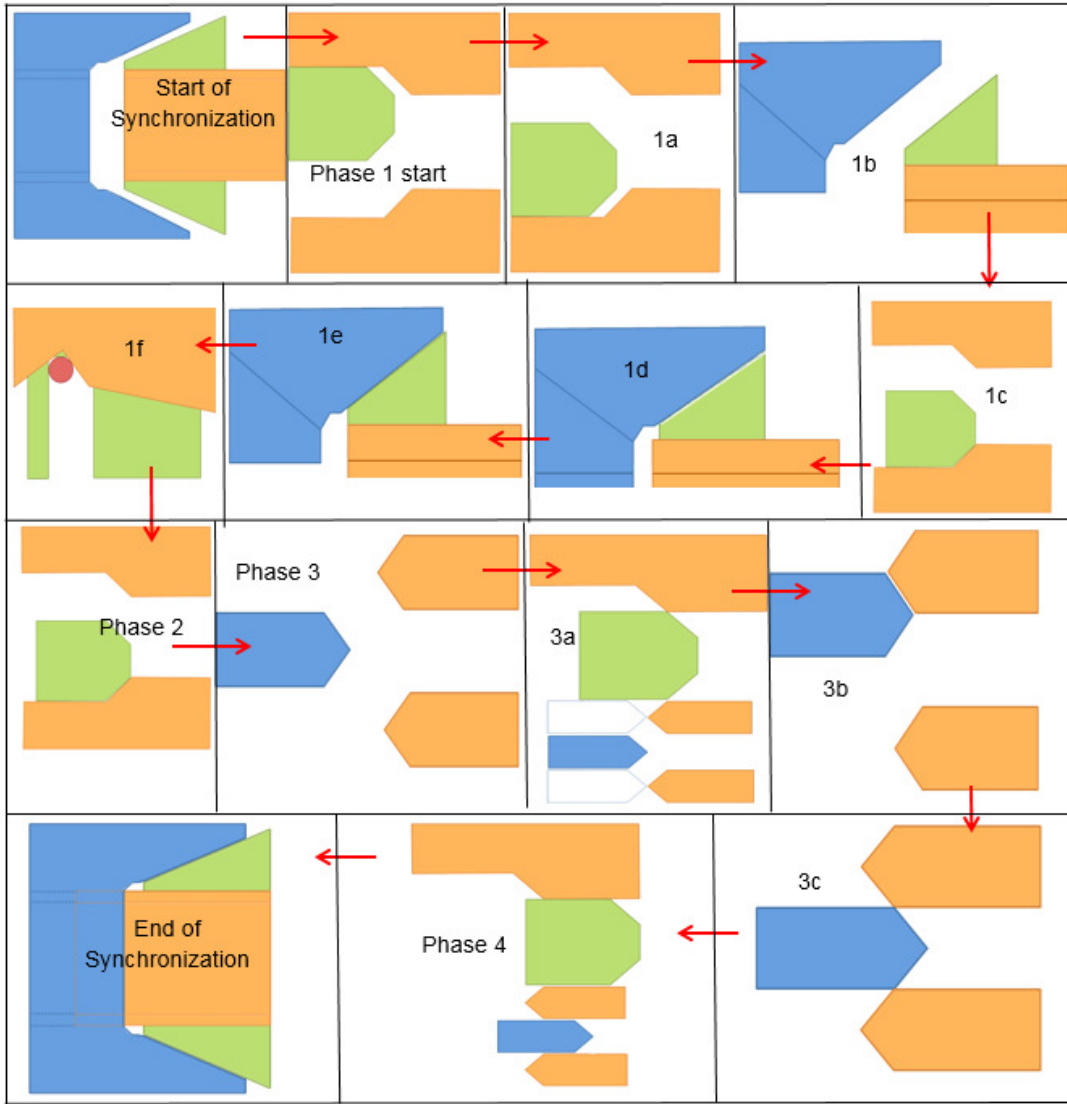 Start of
Synchronization
Phase 1 start
1a
1b
1c
1d
1e
1f
Phase 2
Phase 3
3a
3b
3c
Phase 4
End of
Synchronization